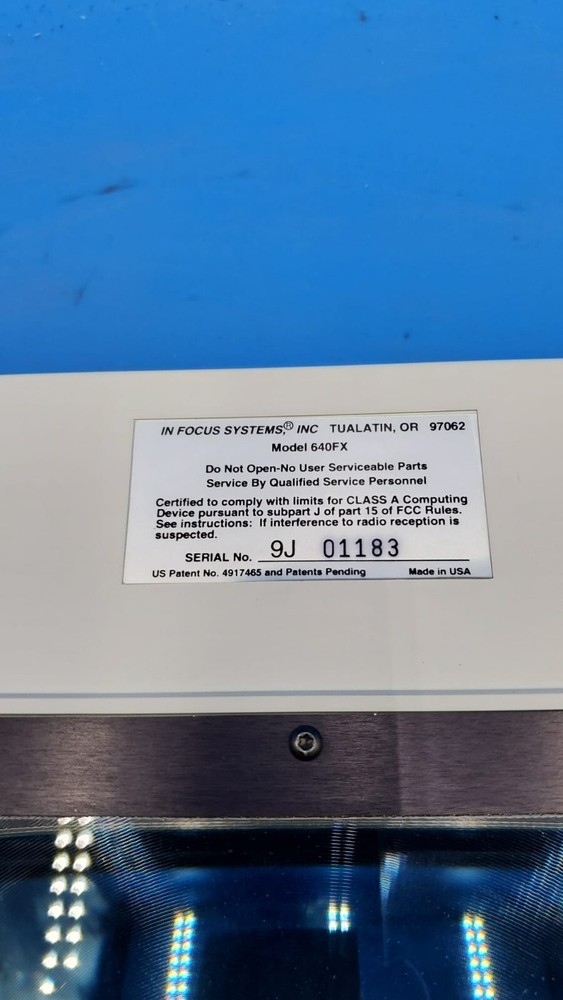 IN FOCUS SYSTEMS,® INC TUALATIN, OR 97062
Model 640FX
Do Not Open-No User Serviceable Parts
Service By Qualified Service Personnel
Certified to comply with limits for CLASS A Computing
Device pursuant to subpart J of part 15 of FCC Rules.
See instructions: If interference to radio reception is
suspected.
SERIAL No. 9J 01183
US Patent No. 4917465 and Patents Pending Made in USA